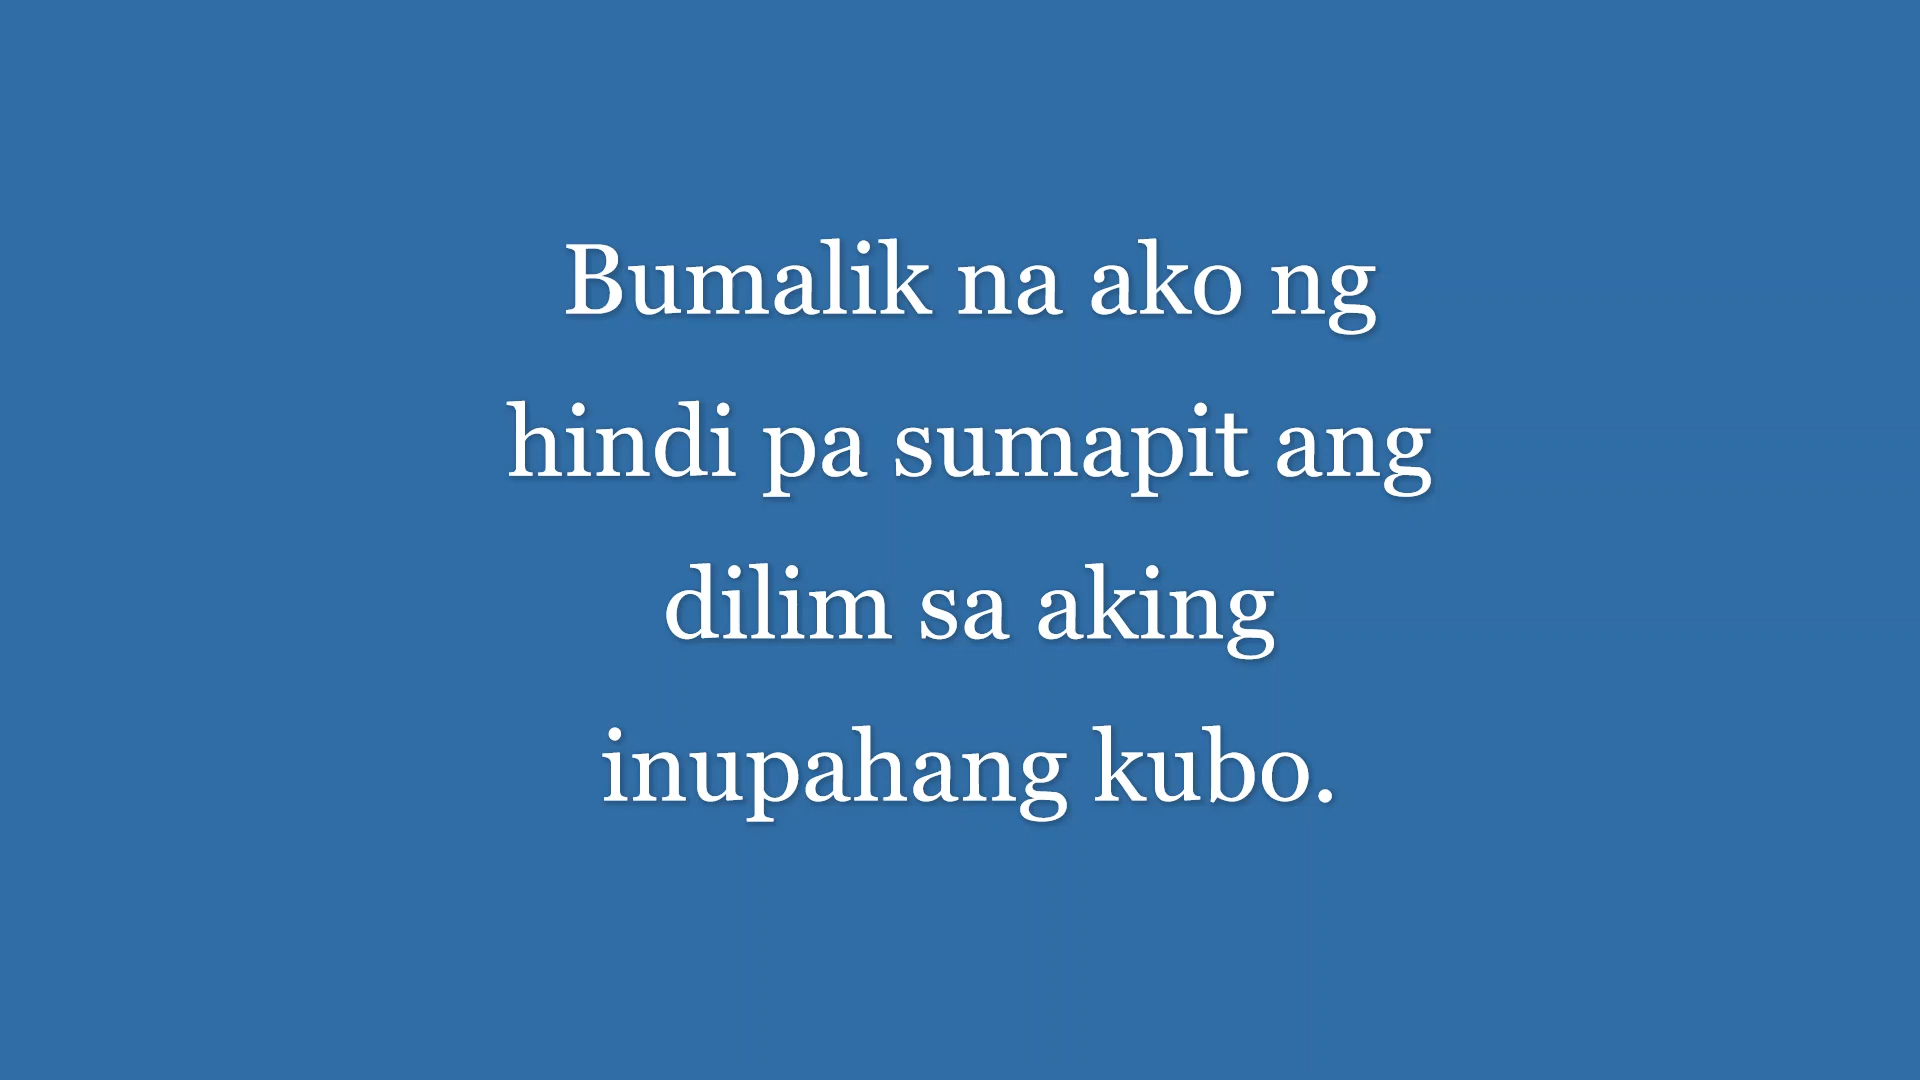 Bumalik na ako ng
hindi pa sumapit ang
dilim sa aking
inupahang kubo.